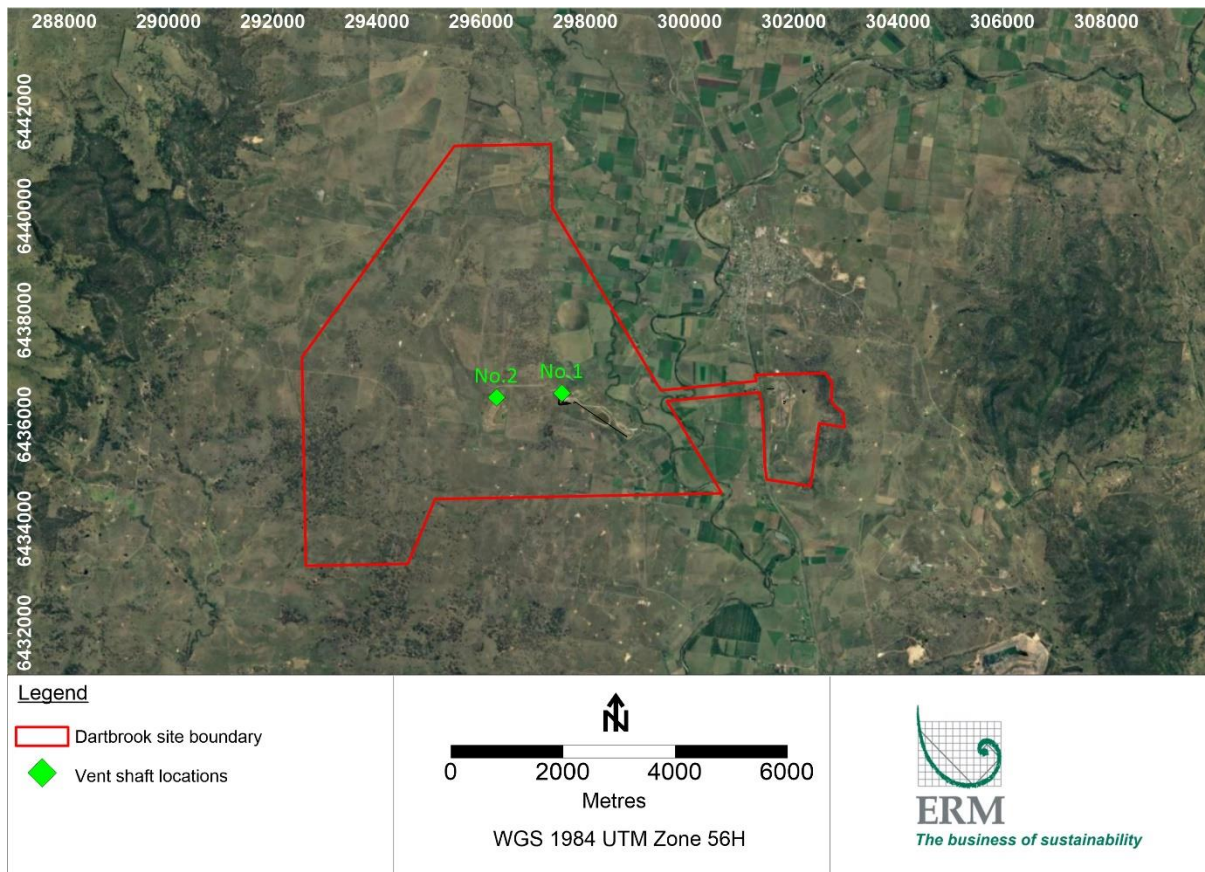 288000 290000 292000 294000 296000 298000 300000 302000 304000 306000 308000
6442000
6440000
6438000
6436000
6434000
6432000
No.2 No.1
Legend
Dartbrook site boundary
Vent shaft locations
N
0 2000 4000 6000
Metres
WGS 1984 UTM Zone 56H
ERM
The business of sustainability